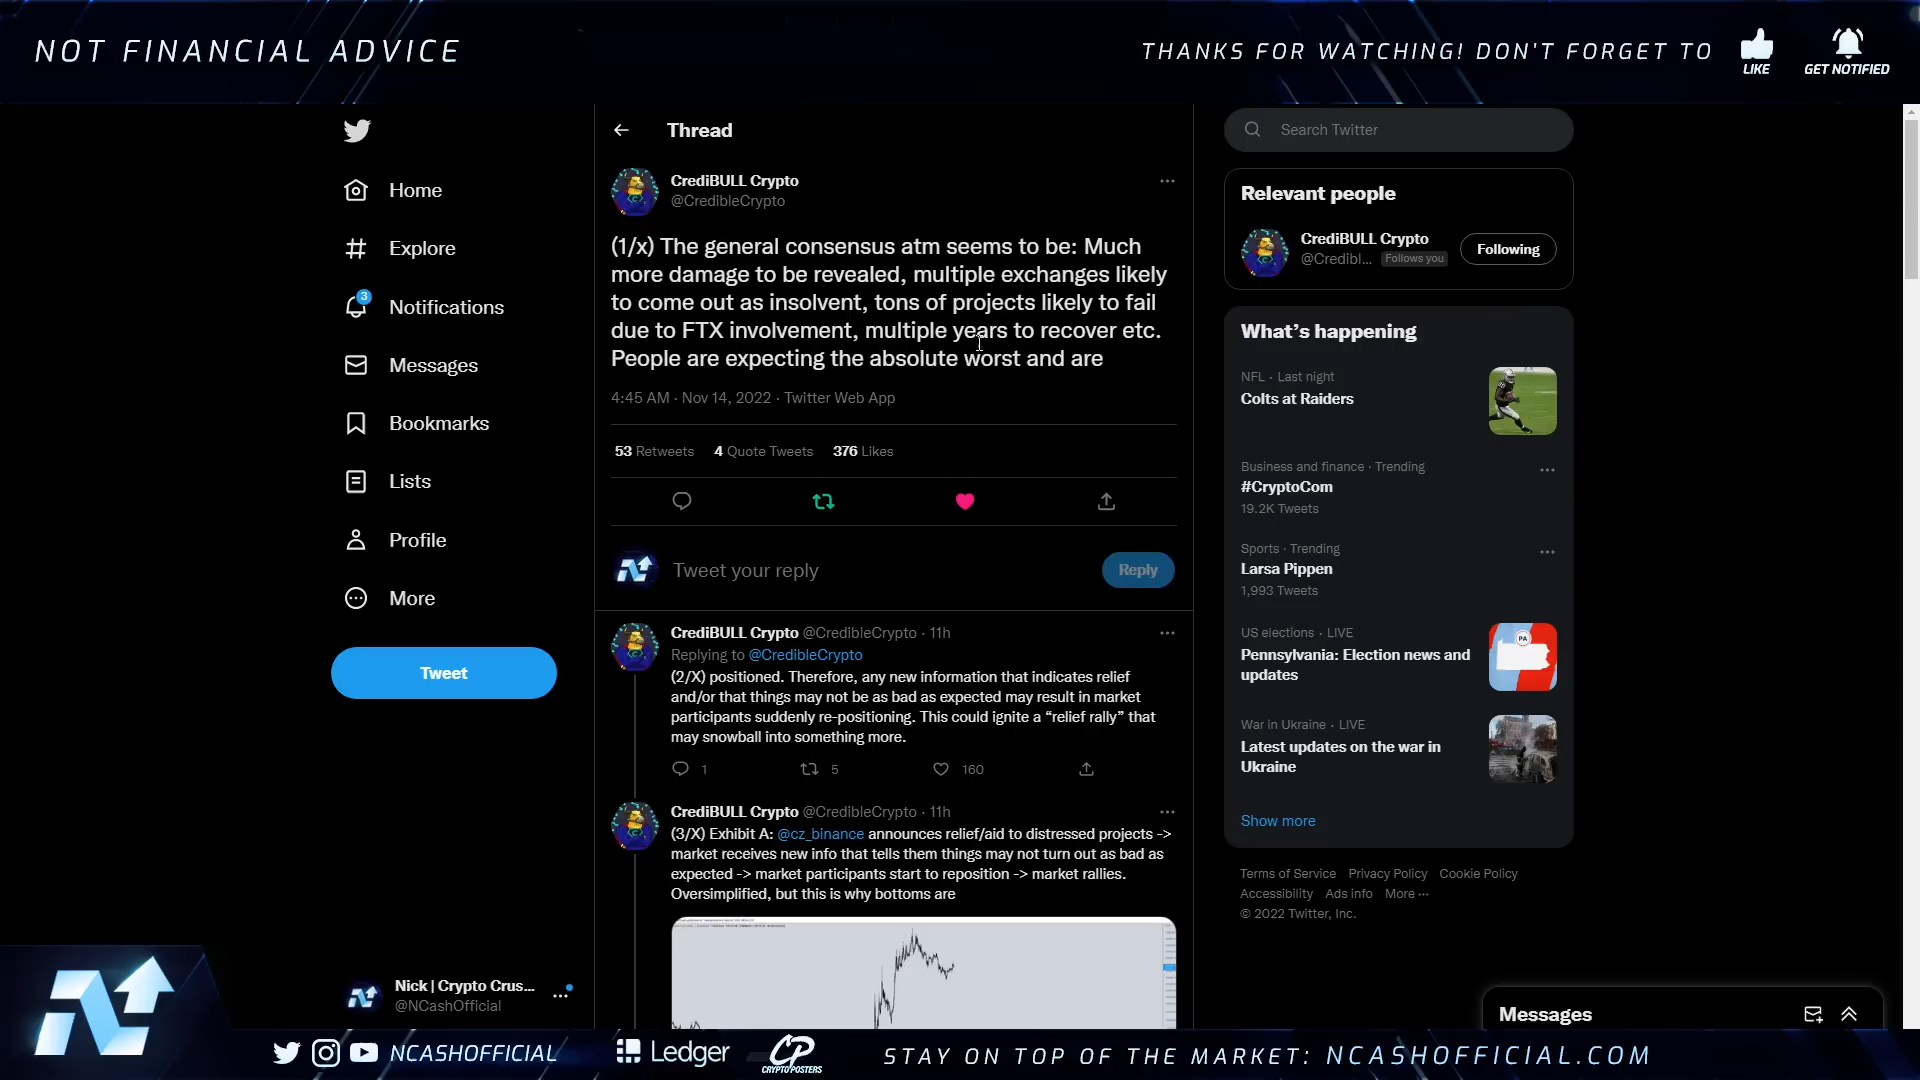 NOT FINANCIAL ADVICE
THANKS FOR WATCHING! DON'T FORGET TO
LIKE
GET NOTIFIED
Home
Explore
3
Notifications
Messages
Bookmarks
Lists
Profile
More
Tweet
Nick | Crypto Crus...
@NCashOfficial
Thread
CrediBULL Crypto
@CredibleCrypto
(1/x) The general consensus atm seems to be: Much
more damage to be revealed, multiple exchanges likely
to come out as insolvent, tons of projects likely to fail
due to FTX involvement, multiple years to recover etc.
People are expecting the absolute worst and are
4:45 AM · Nov 14, 2022 · Twitter Web App
53 Retweets 4 Quote Tweets 376 Likes
Tweet your reply
Reply
CrediBULL Crypto @CredibleCrypto · 11h
Replying to @CredibleCrypto
(2/X) positioned. Therefore, any new information that indicates relief
and/or that things may not be as bad as expected may result in market
participants suddenly re-positioning. This could ignite a “relief rally” that
may snowball into something more.
1 5 160
CrediBULL Crypto @CredibleCrypto · 11h
(3/X) Exhibit A: @cz_binance announces relief/aid to distressed projects ->
market receives new info that tells them things may not turn out as bad as
expected -> market participants start to reposition -> market rallies.
Oversimplified, but this is why bottoms are
Search Twitter
Relevant people
CrediBULL Crypto
@Credibl... Follows you
Following
What’s happening
NFL · Last night
Colts at Raiders
Business and finance · Trending
#CryptoCom
19.2K Tweets
Sports · Trending
Larsa Pippen
1,993 Tweets
US elections · LIVE
Pennsylvania: Election news and
updates
PA
War in Ukraine · LIVE
Latest updates on the war in
Ukraine
Show more
Terms of Service Privacy Policy Cookie Policy
Accessibility Ads info More ···
© 2022 Twitter, Inc.
Messages
NCASHOFFICIAL
Ledger
CP
CRYPTOPOSTERS
STAY ON TOP OF THE MARKET: NCASHOFFICIAL.COM